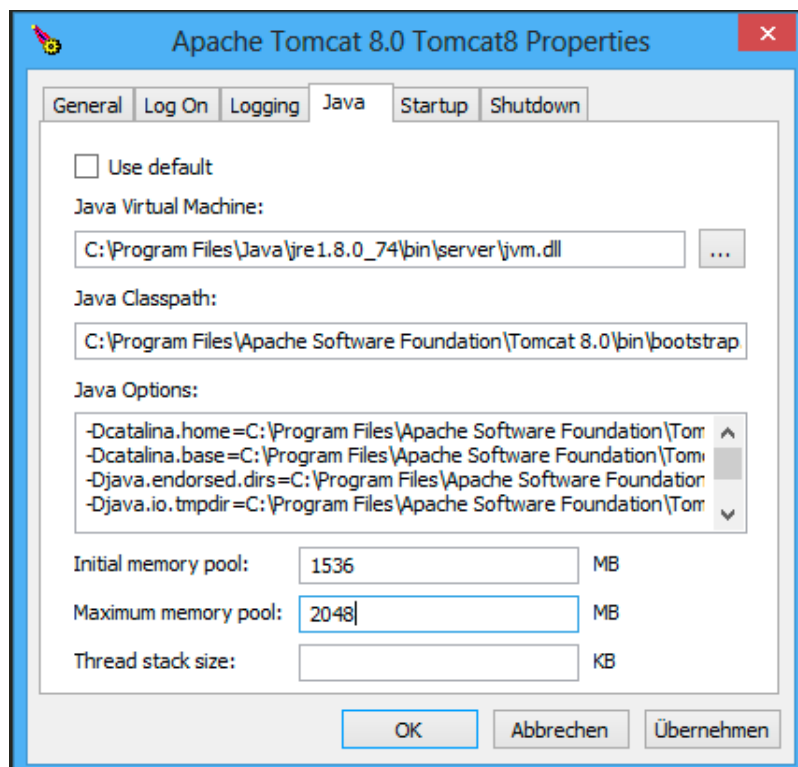 Apache Tomcat 8.0 Tomcat8 Properties
General Log On Logging Java Startup Shutdown
Use default
Java Virtual Machine:
C:\Program Files\Java\jre1.8.0_74\bin\server\jvm.dll ...
Java Classpath:
C:\Program Files\Apache Software Foundation\Tomcat 8.0\bin\bootstrap
Java Options:
-Dcatalina.home=C:\Program Files\Apache Software Foundation\Tom
-Dcatalina.base=C:\Program Files\Apache Software Foundation\Tom
-Djava.endorsed.dirs=C:\Program Files\Apache Software Foundation
-Djava.io.tmpdir=C:\Program Files\Apache Software Foundation\Tom
Initial memory pool: 1536 MB
Maximum memory pool: 2048 MB
Thread stack size: KB
OK Abbrechen Übernehmen